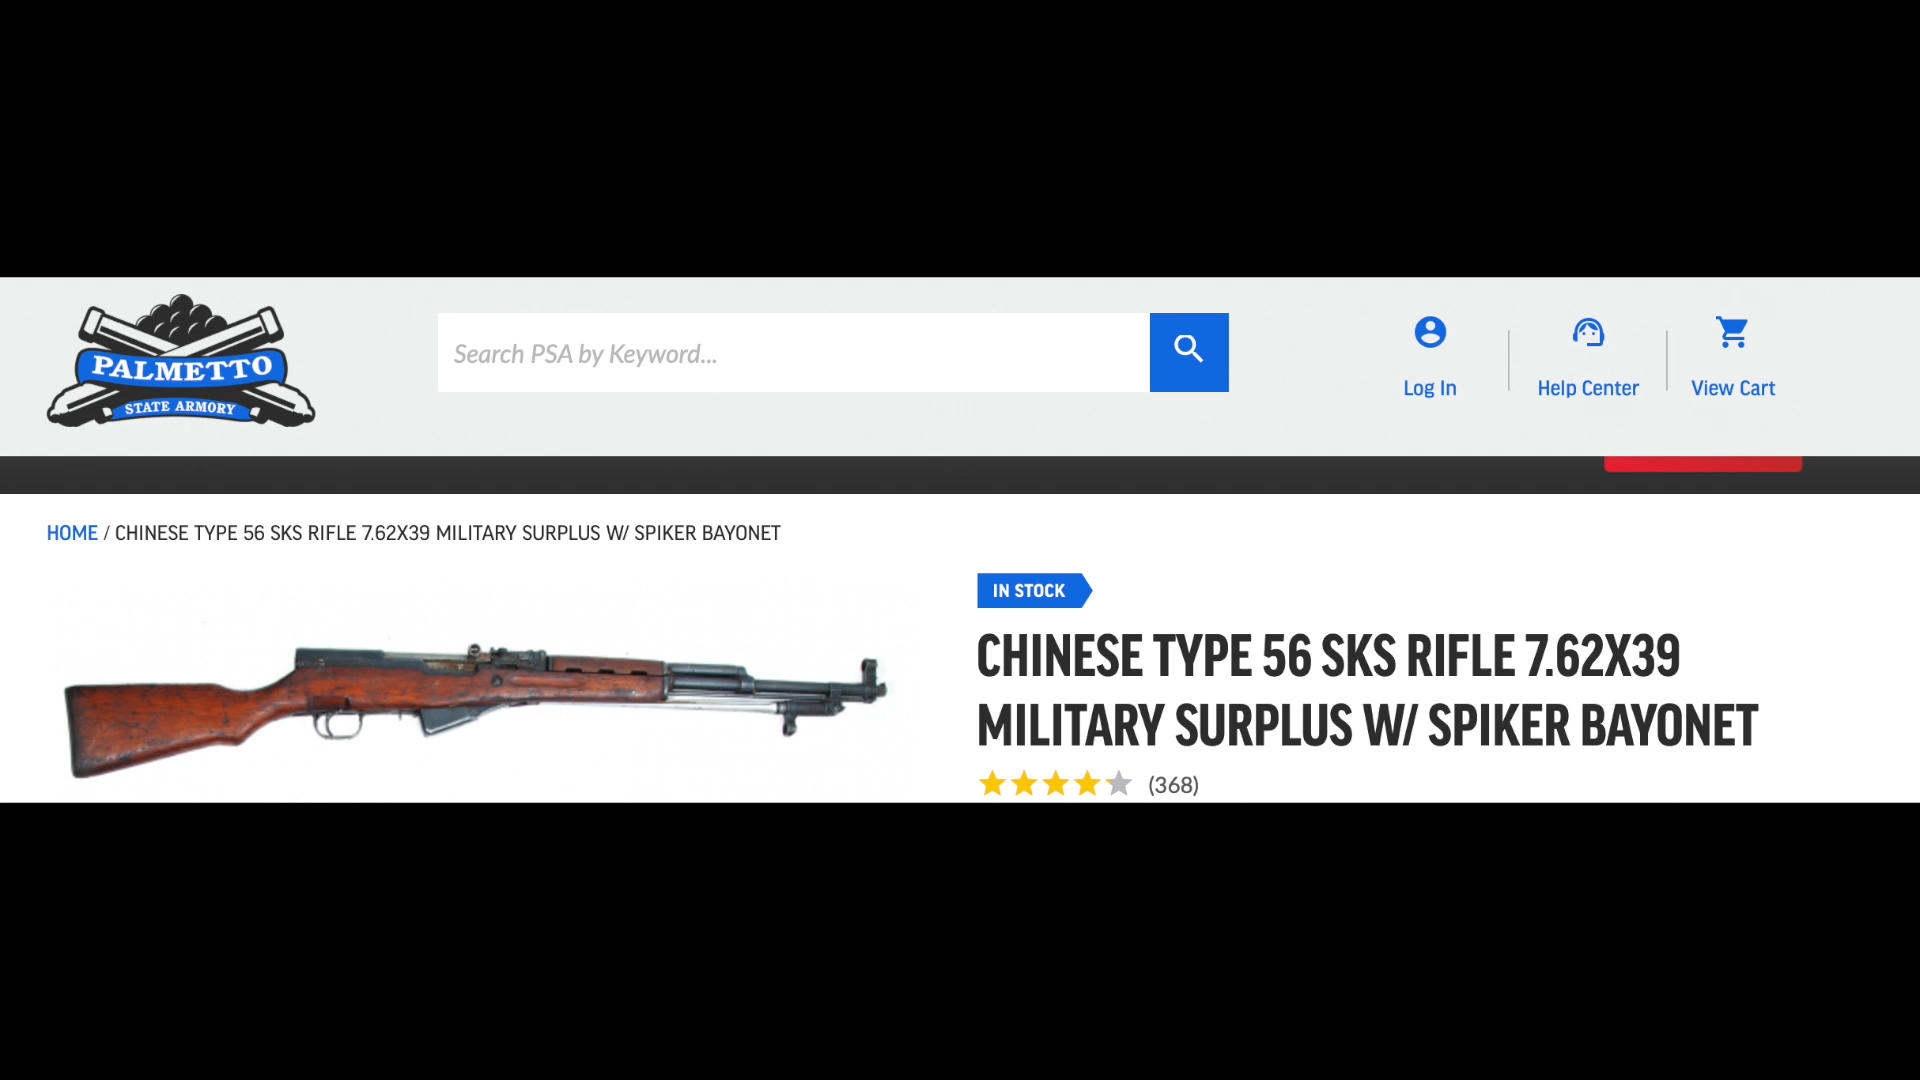 PALMETTO
STATE ARMORY
Search PSA by Keyword...
Log In
Help Center
View Cart
HOME / CHINESE TYPE 56 SKS RIFLE 7.62X39 MILITARY SURPLUS W/ SPIKER BAYONET
IN STOCK
CHINESE TYPE 56 SKS RIFLE 7.62X39
MILITARY SURPLUS W/ SPIKER BAYONET
(368)